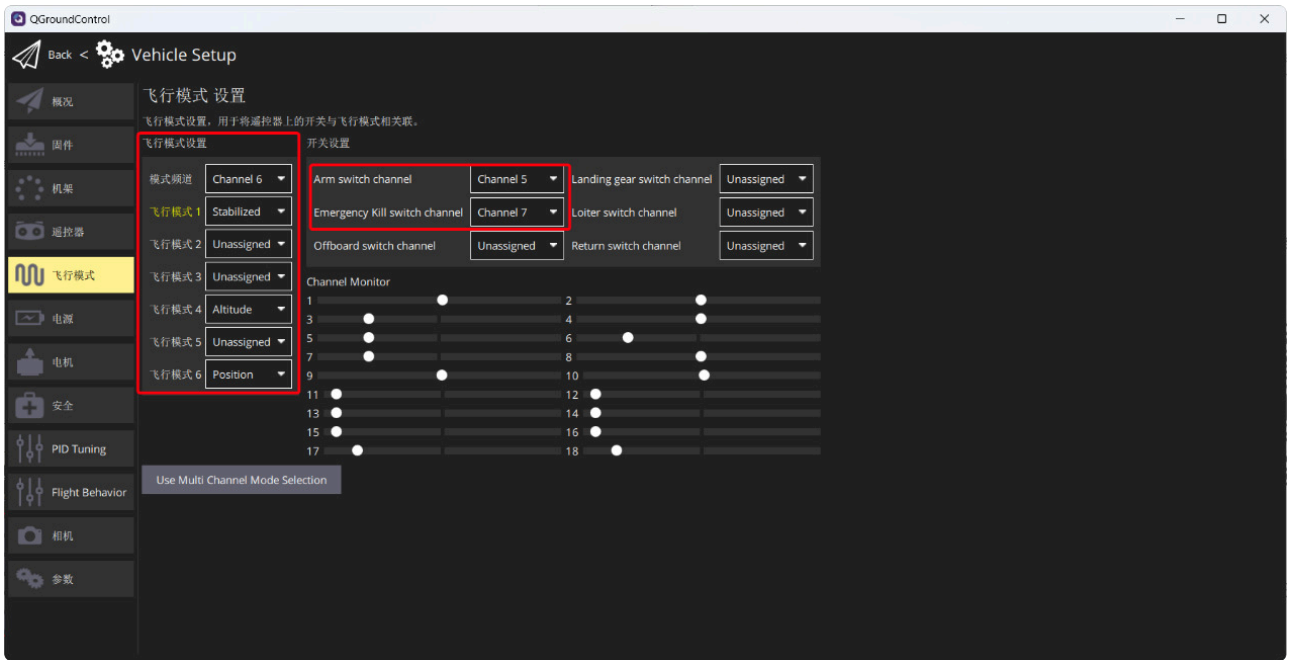 QGroundControl
Back < Vehicle Setup
概况
固件
机架
遥控器
飞行模式
电源
电机
安全
PID Tuning
Flight Behavior
相机
参数
飞行模式 设置
飞行模式设置，用于将遥控器上的开关与飞行模式相关联。
飞行模式设置
模式频道 Channel 6
飞行模式 1 Stabilized
飞行模式 2 Unassigned
飞行模式 3 Unassigned
飞行模式 4 Altitude
飞行模式 5 Unassigned
飞行模式 6 Position
开关设置
Arm switch channel Channel 5 Landing gear switch channel Unassigned
Emergency Kill switch channel Channel 7 Loiter switch channel Unassigned
Offboard switch channel Unassigned Return switch channel Unassigned
Channel Monitor
1 2
3 4
5 6
7 8
9 10
11 12
13 14
15 16
17 18
Use Multi Channel Mode Selection